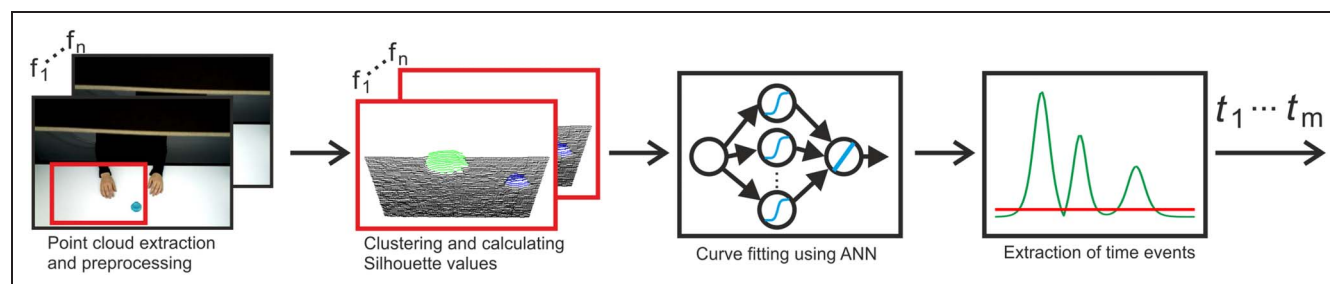 f1 ..... fn
f1 ..... fn
t1 ... tm
Point cloud extraction
and preprocessing
Clustering and calculating
Silhouette values
Curve fitting using ANN
Extraction of time events